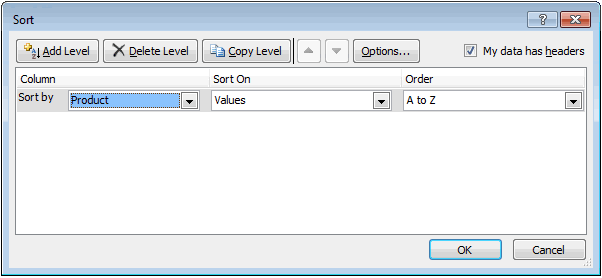 Sort
Add Level Delete Level Copy Level Options... My data has headers
Column Sort On Order
Sort by Product Values A to Z
OK Cancel